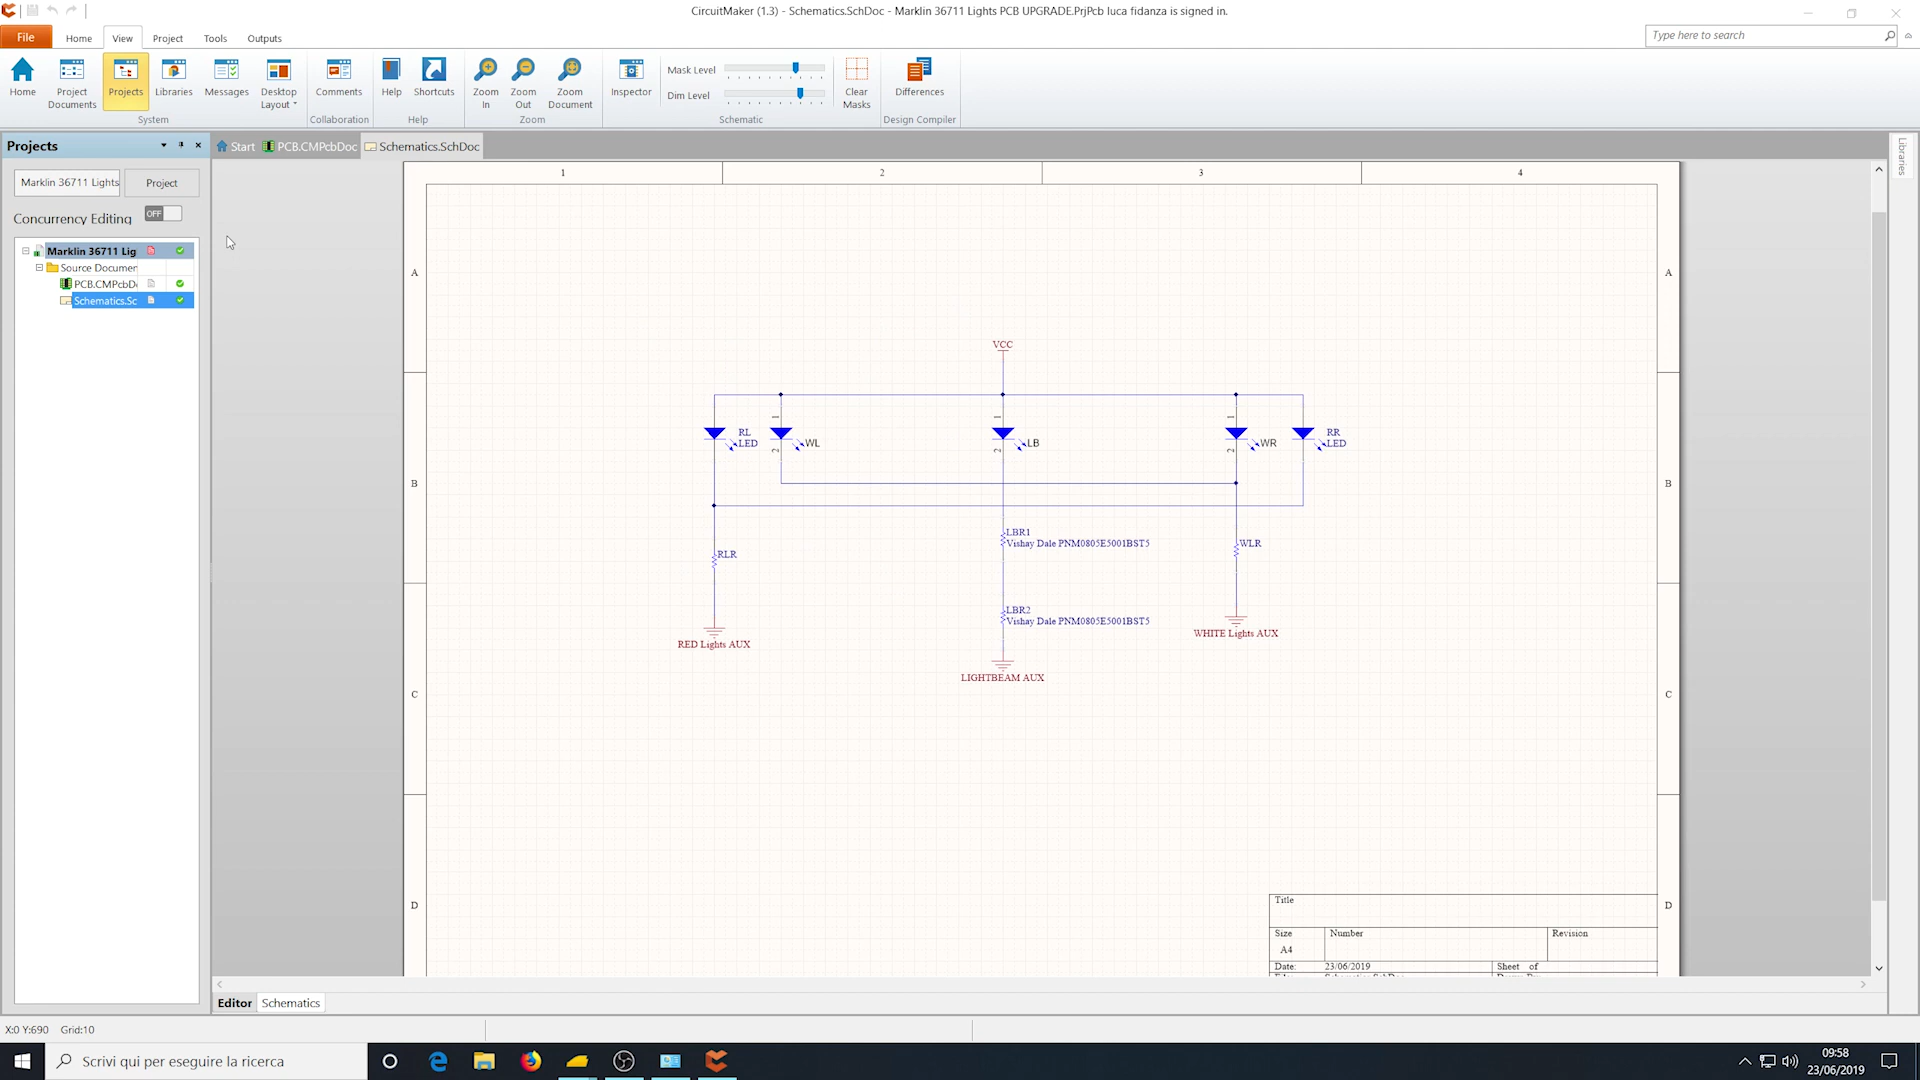 CircuitMaker (1.3) - Schematics.SchDoc - Marklin 36711 Lights PCB UPGRADE.PrjPcb luca fidanza is signed in.
File Home View Project Tools Outputs
Type here to search
Home
Project Documents
Projects
Libraries
Messages
Desktop Layout
Comments
Help
Shortcuts
Zoom In
Zoom Out
Zoom Document
Inspector
Mask Level
Dim Level
Clear Masks
Differences
System
Collaboration
Help
Zoom
Schematic
Design Compiler
Projects
Start
PCB.CMPcbDoc
Schematics.SchDoc
Libraries
Marklin 36711 Lights
Project
Concurrency Editing
OFF
Marklin 36711 Lig
Source Documen
PCB.CMPcbD
Schematics.Sc
1 2 3 4
A A
VCC
RL
LED
1
2
WL
1
2
LB
1
2
WR
RR
LED
B B
LBR1
Vishay Dale PNM0805E5001BST5
RLR
WLR
LBR2
Vishay Dale PNM0805E5001BST5
RED Lights AUX
WHITE Lights AUX
LIGHTBEAM AUX
C C
D D
Title
Size
A4
Number
Revision
Date: 23/06/2019 Sheet of
Editor Schematics
X:0 Y:690 Grid:10
Scrivi qui per eseguire la ricerca
09:58
23/06/2019